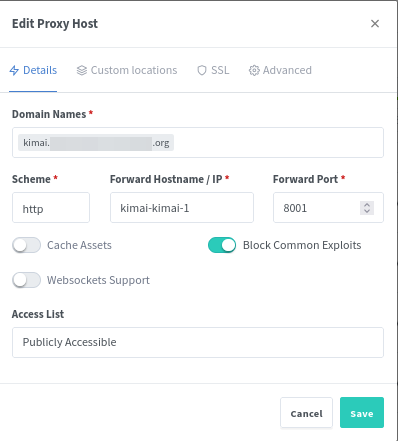 Edit Proxy Host
Details Custom locations SSL Advanced
Domain Names *
kimai. .org
Scheme * Forward Hostname / IP * Forward Port *
http kimai-kimai-1 8001
Cache Assets Block Common Exploits
Websockets Support
Access List
Publicly Accessible
Cancel Save